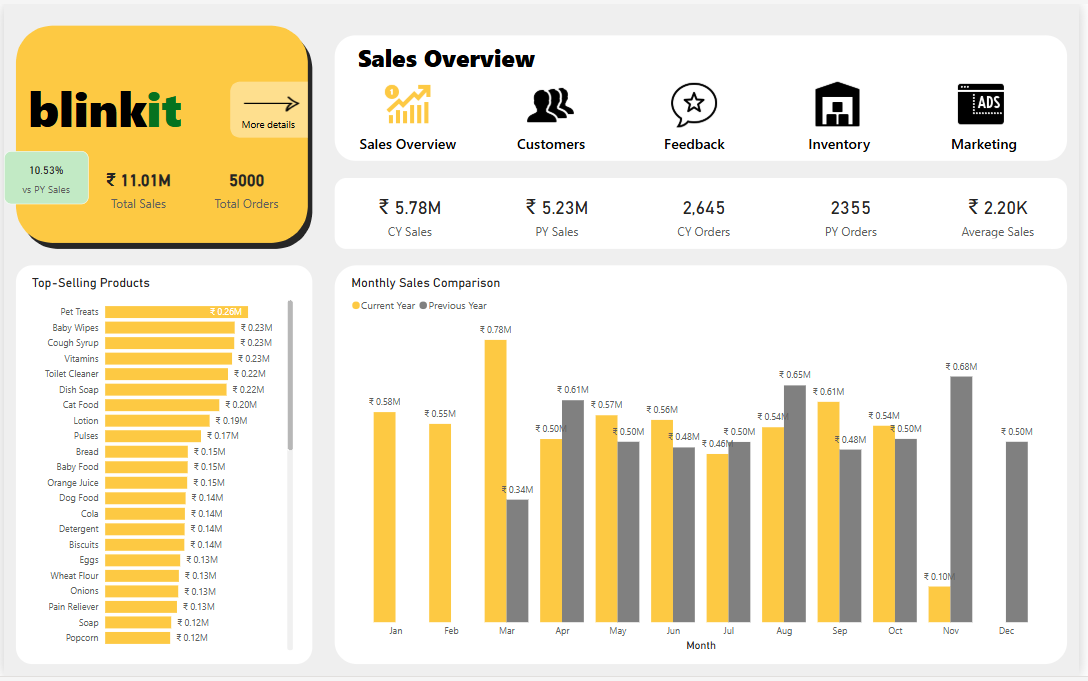 blinkit
More details
10.53%
vs PY Sales
₹ 11.01M
Total Sales
5000
Total Orders
Sales Overview
Sales Overview
Customers
Feedback
Inventory
ADS
Marketing
₹ 5.78M
CY Sales
₹ 5.23M
PY Sales
2,645
CY Orders
2355
PY Orders
₹ 2.20K
Average Sales
Top-Selling Products
Pet Treats ₹ 0.26M
Baby Wipes ₹ 0.23M
Cough Syrup ₹ 0.23M
Vitamins ₹ 0.23M
Toilet Cleaner ₹ 0.22M
Dish Soap ₹ 0.22M
Cat Food ₹ 0.20M
Lotion ₹ 0.19M
Pulses ₹ 0.17M
Bread ₹ 0.15M
Baby Food ₹ 0.15M
Orange Juice ₹ 0.15M
Dog Food ₹ 0.14M
Cola ₹ 0.14M
Detergent ₹ 0.14M
Biscuits ₹ 0.14M
Eggs ₹ 0.13M
Wheat Flour ₹ 0.13M
Onions ₹ 0.13M
Pain Reliever ₹ 0.13M
Soap ₹ 0.12M
Popcorn ₹ 0.12M
Monthly Sales Comparison
Current Year Previous Year
₹ 0.58M
₹ 0.55M
₹ 0.78M
₹ 0.34M
₹ 0.50M
₹ 0.61M
₹ 0.57M
₹ 0.50M
₹ 0.56M
₹ 0.48M
₹ 0.46M
₹ 0.50M
₹ 0.54M
₹ 0.65M
₹ 0.61M
₹ 0.48M
₹ 0.54M
₹ 0.50M
₹ 0.10M
₹ 0.68M
₹ 0.50M
Jan Feb Mar Apr May Jun Jul Aug Sep Oct Nov Dec
Month